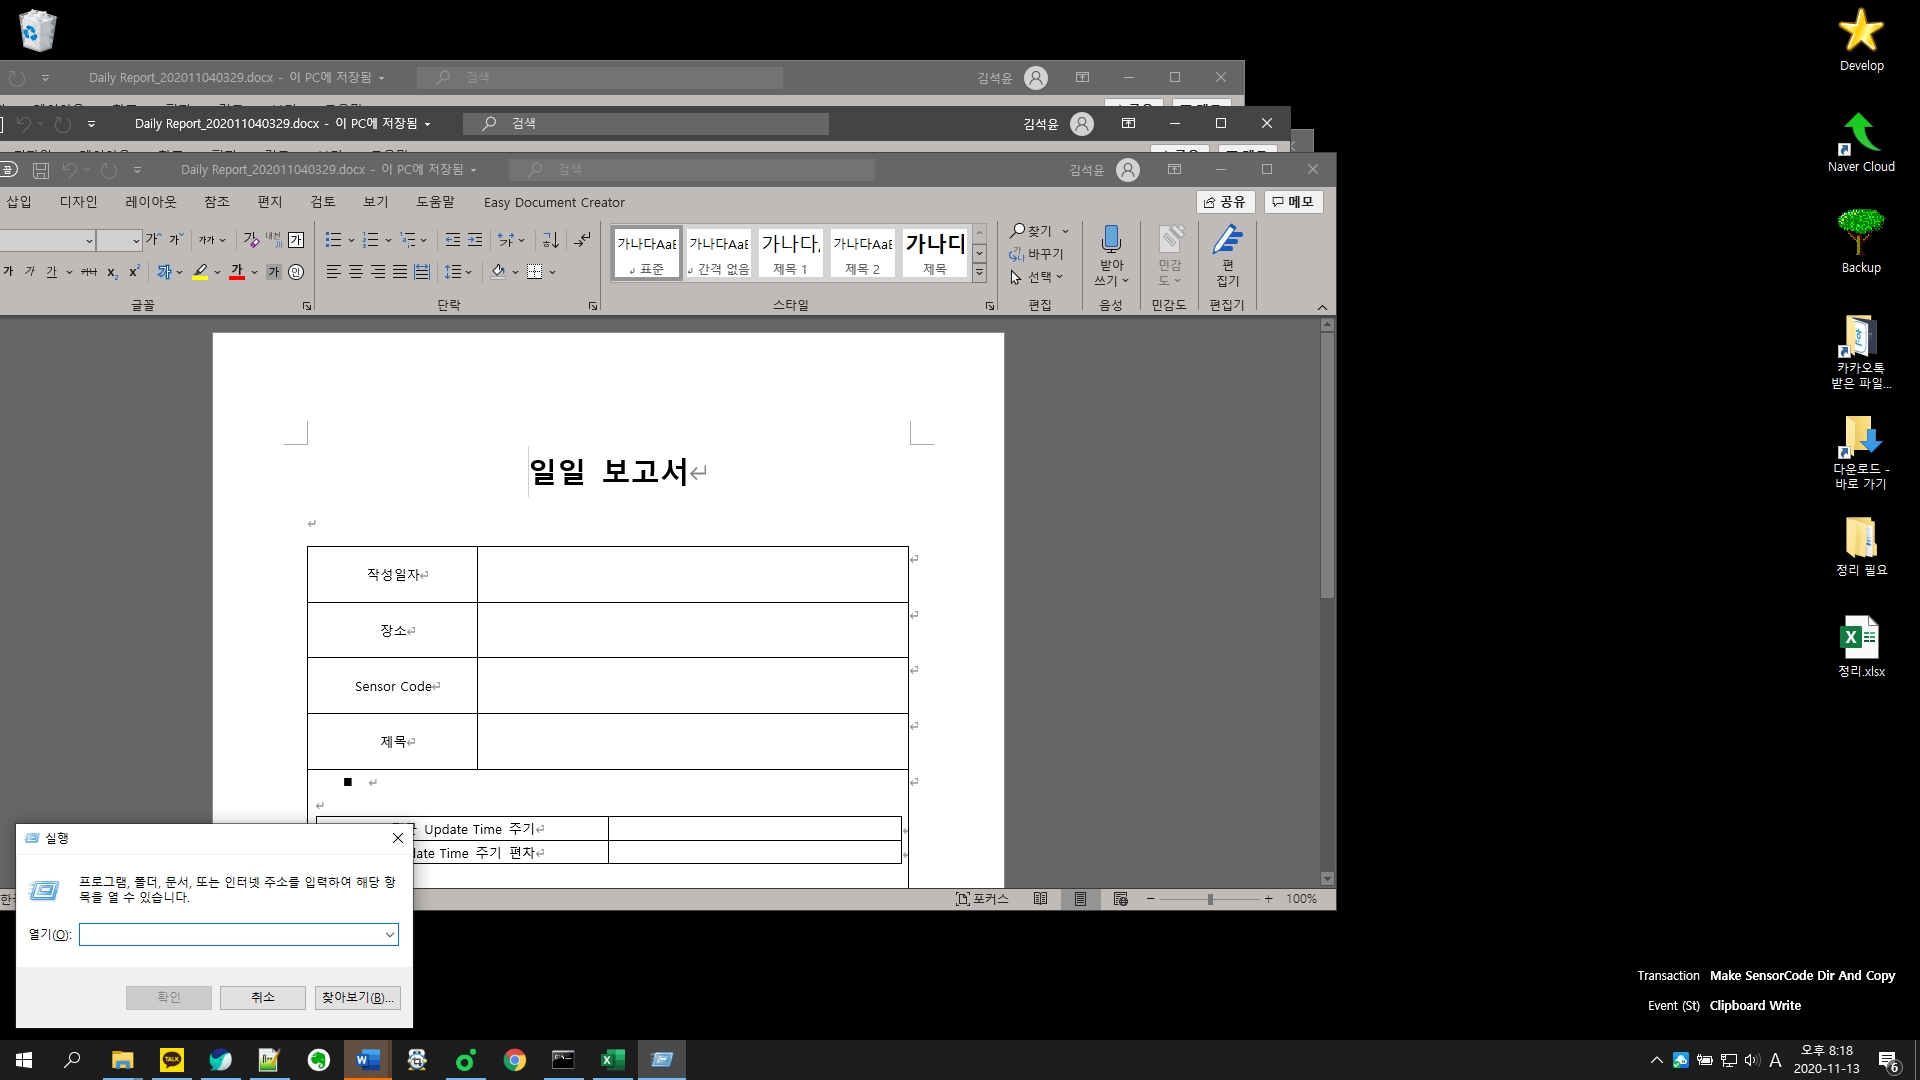 Daily Report_202011040329.docx - 이 PC에 저장됨
검색
김석윤
Daily Report_202011040329.docx - 이 PC에 저장됨
검색
김석윤
Daily Report_202011040329.docx - 이 PC에 저장됨
검색
김석윤
삽입 디자인 레이아웃 참조 편지 검토 보기 도움말 Easy Document Creator
공유 메모
가나다AaB 가나다AaB 가나다 가나다AaB 가나다
표준 간격 없음 제목 1 제목 2 제목
찾기
바꾸기
선택
받아
쓰기
민감
도
편
집기
글꼴 단락 스타일 편집 음성 민감도 편집기
일일 보고서
작성일자
장소
Sensor Code
제목
Update Time 주기
Time 주기 편차
실행
프로그램, 폴더, 문서, 또는 인터넷 주소를 입력하여 해당 항
목을 열 수 있습니다.
열기(O):
확인 취소 찾아보기(B)...
포커스 100%
Develop
Naver Cloud
Backup
카카오톡
받은 파일...
다운로드 -
바로 가기
정리 필요
정리.xlsx
Transaction Make SensorCode Dir And Copy
Event (St) Clipboard Write
TALK
A
오후 8:18
2020-11-13
6